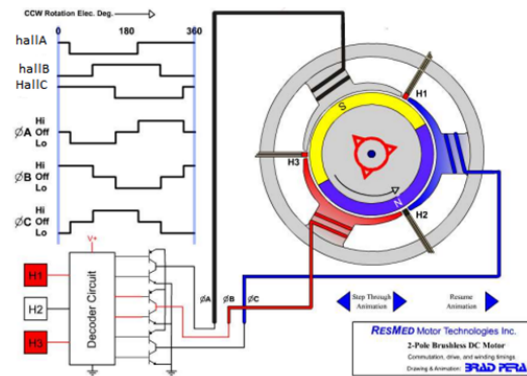 CCW Rotation Elec. Deg.
0 180 360
hallA
hallB
HallC
Hi
ØA Off
Lo
Hi
ØB Off
Lo
Hi
ØC Off
Lo
V+
H1
H2
H3
Decoder Circuit
ØA ØB ØC
S
N
H1
H2
H3
Step Through
Animation
Resume
Animation
RESMED Motor Technologies Inc.
2-Pole Brushless DC Motor
Commutation, drive, and winding timings
Drawing & Animation: BRAD PERA